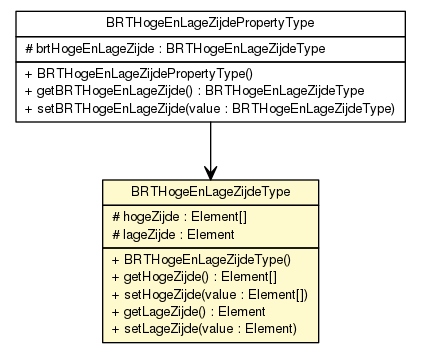 BRTHogeEnLageZijdePropertyType
# brtHogeEnLageZijde : BRTHogeEnLageZijdeType
+ BRTHogeEnLageZijdePropertyType()
+ getBRTHogeEnLageZijde() : BRTHogeEnLageZijdeType
+ setBRTHogeEnLageZijde(value : BRTHogeEnLageZijdeType)
BRTHogeEnLageZijdeType
# hogeZijde : Element[]
# lageZijde : Element
+ BRTHogeEnLageZijdeType()
+ getHogeZijde() : Element[]
+ setHogeZijde(value : Element[])
+ getLageZijde() : Element
+ setLageZijde(value : Element)